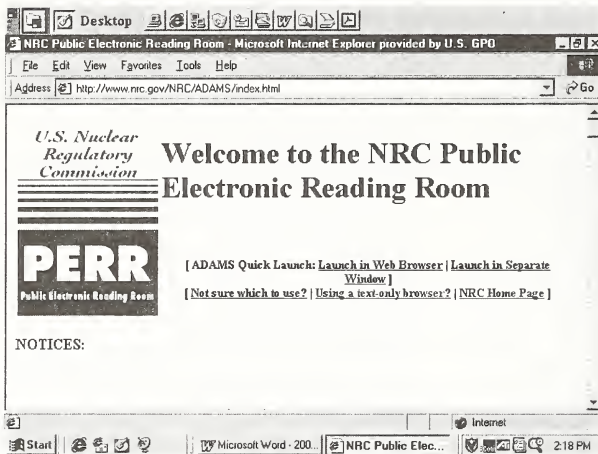 Desktop
NRC Public Electronic Reading Room - Microsoft Internet Explorer provided by U.S. GPO
File Edit View Favorites Tools Help
Address http://www.nrc.gov/NRC/ADAMS/index.html Go
U.S. Nuclear
Regulatory
Commission
Welcome to the NRC Public
Electronic Reading Room
PERR
Public Electronic Reading Room
[ ADAMS Quick Launch: Launch in Web Browser | Launch in Separate
Window ]
[ Not sure which to use? | Using a text-only browser? | NRC Home Page ]
NOTICES:
Internet
Start Microsoft Word - 200... NRC Public Elec... 2:18 PM